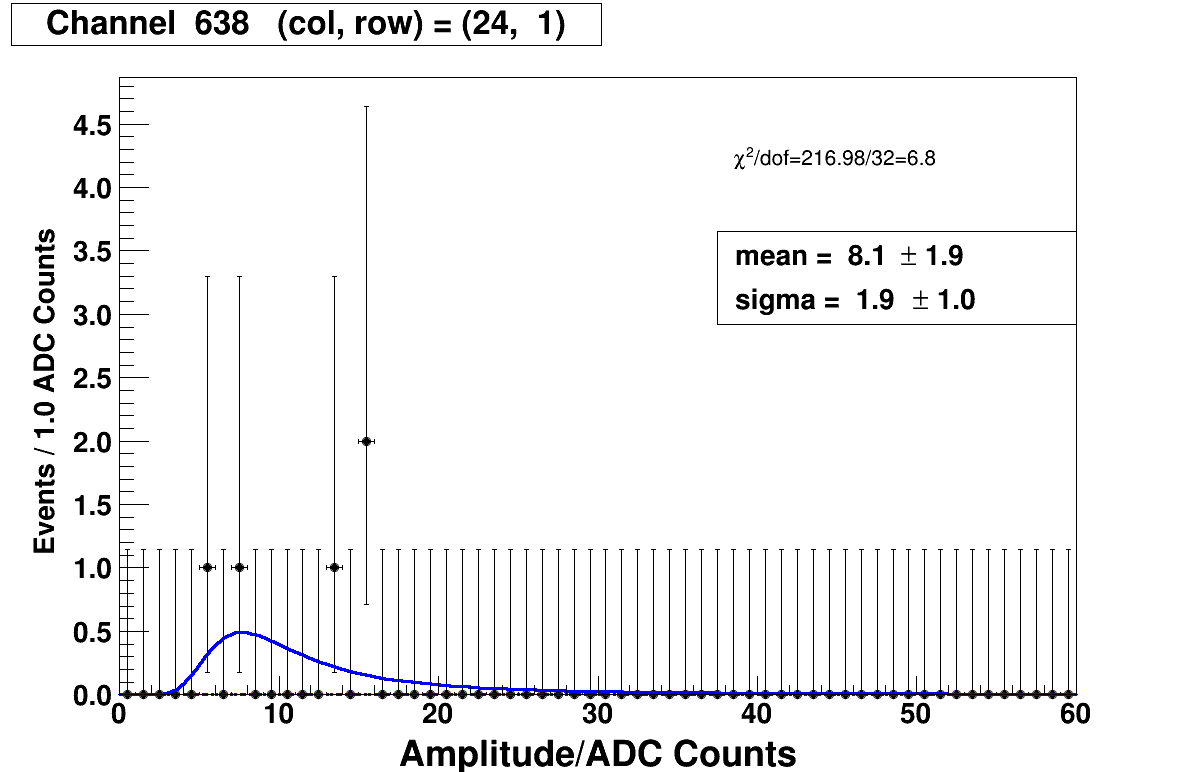 Channel 638 (col, row) = (24, 1)
χ²/dof=216.98/32=6.8
mean = 8.1 ± 1.9
sigma = 1.9 ± 1.0
Events / 1.0 ADC Counts
4.5
4.0
3.5
3.0
2.5
2.0
1.5
1.0
0.5
0.0
0 10 20 30 40 50 60
Amplitude/ADC Counts